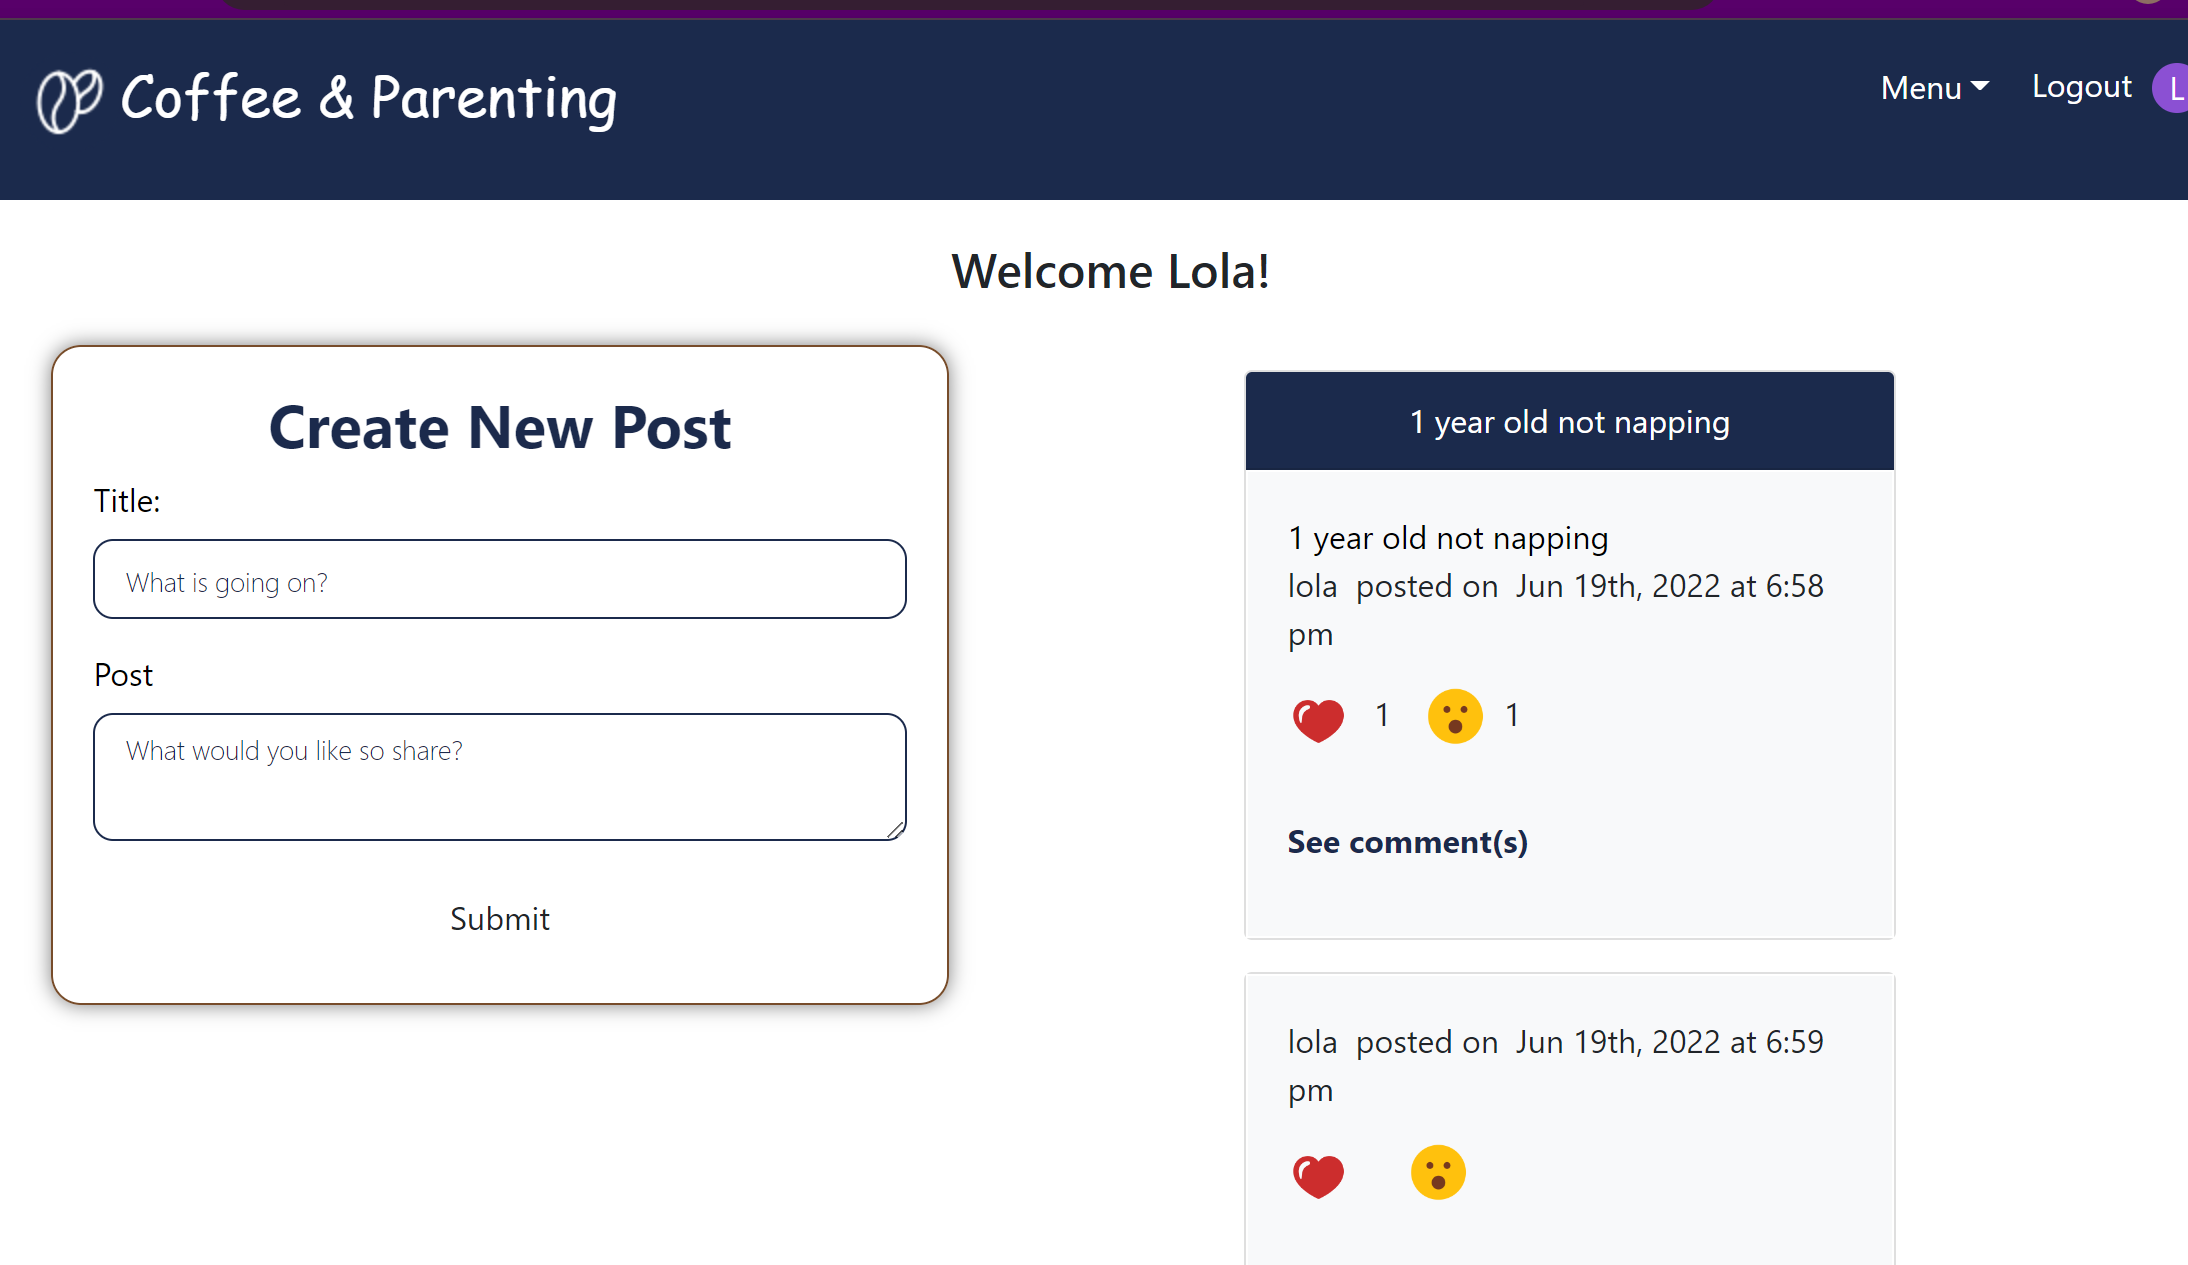 Coffee & Parenting
Menu
Logout
L
Welcome Lola!
Create New Post
Title:
What is going on?
Post
What would you like so share?
Submit
1 year old not napping
1 year old not napping
lola posted on Jun 19th, 2022 at 6:58
pm
1 1
See comment(s)
lola posted on Jun 19th, 2022 at 6:59
pm